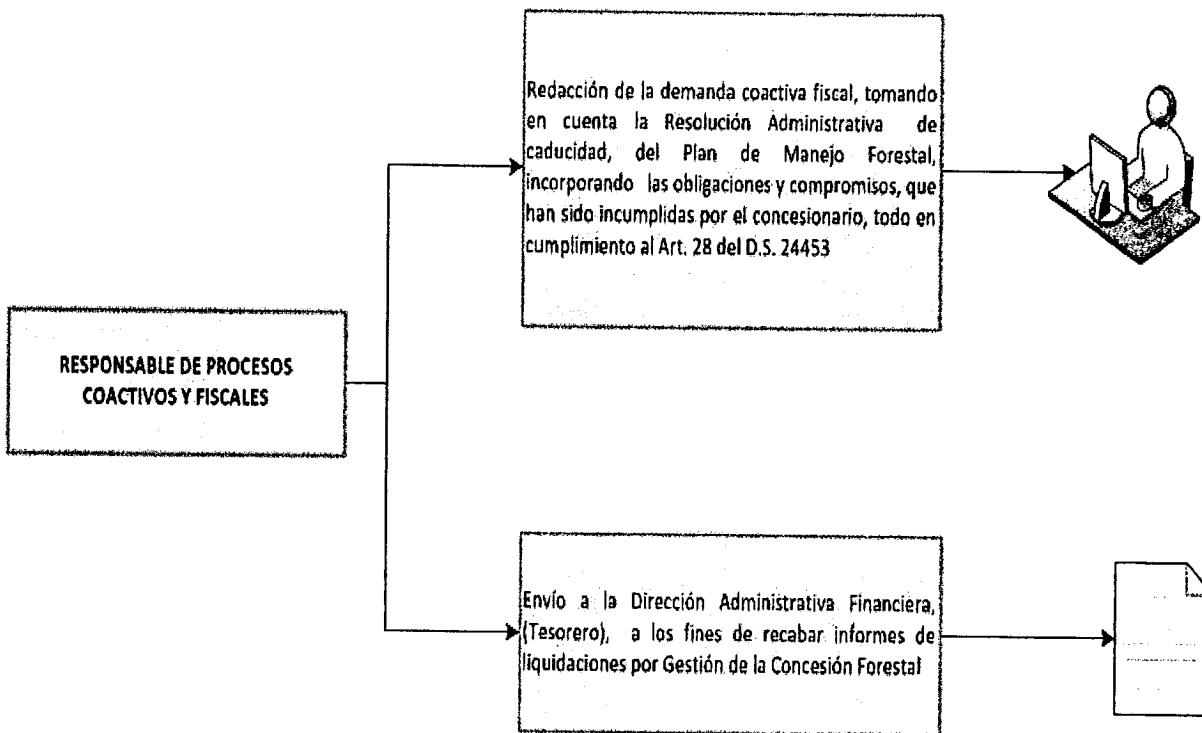 Redacción de la demanda coactiva fiscal, tomando
en cuenta la Resolución Administrativa de
caducidad, del Plan de Manejo Forestal,
incorporando las obligaciones y compromisos, que
han sido incumplidas por el concesionario, todo en
cumplimiento al Art. 28 del D.S. 24453
RESPONSABLE DE PROCESOS
COACTIVOS Y FISCALES
Envío a la Dirección Administrativa Financiera,
(Tesorero), a los fines de recabar informes de
liquidaciones por Gestión de la Concesión Forestal